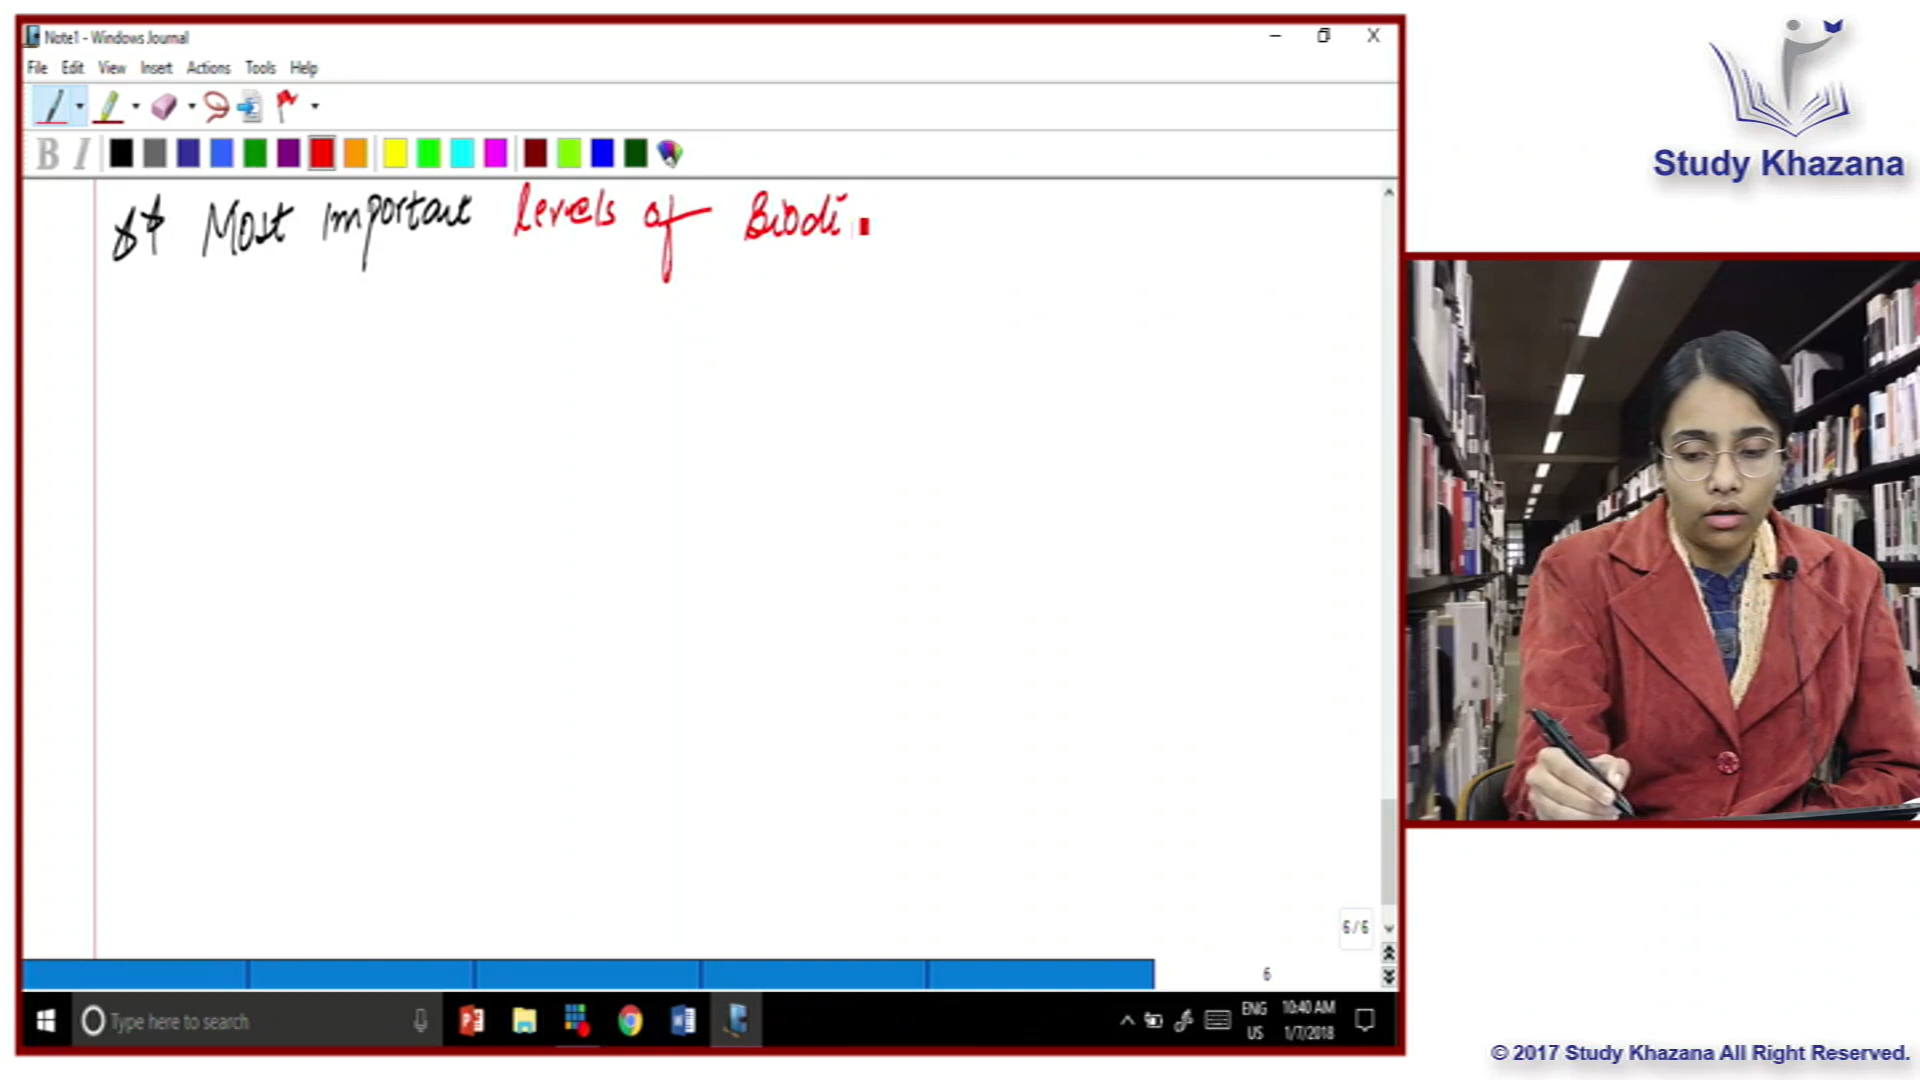 Note1 - Windows Journal
File Edit View Insert Actions Tools Help
B I
Most Important levels of Biodi
Study Khazana
6 / 6
6
Type here to search
ENG
US
10:40 AM
1/7/2018
© 2017 Study Khazana All Right Reserved.